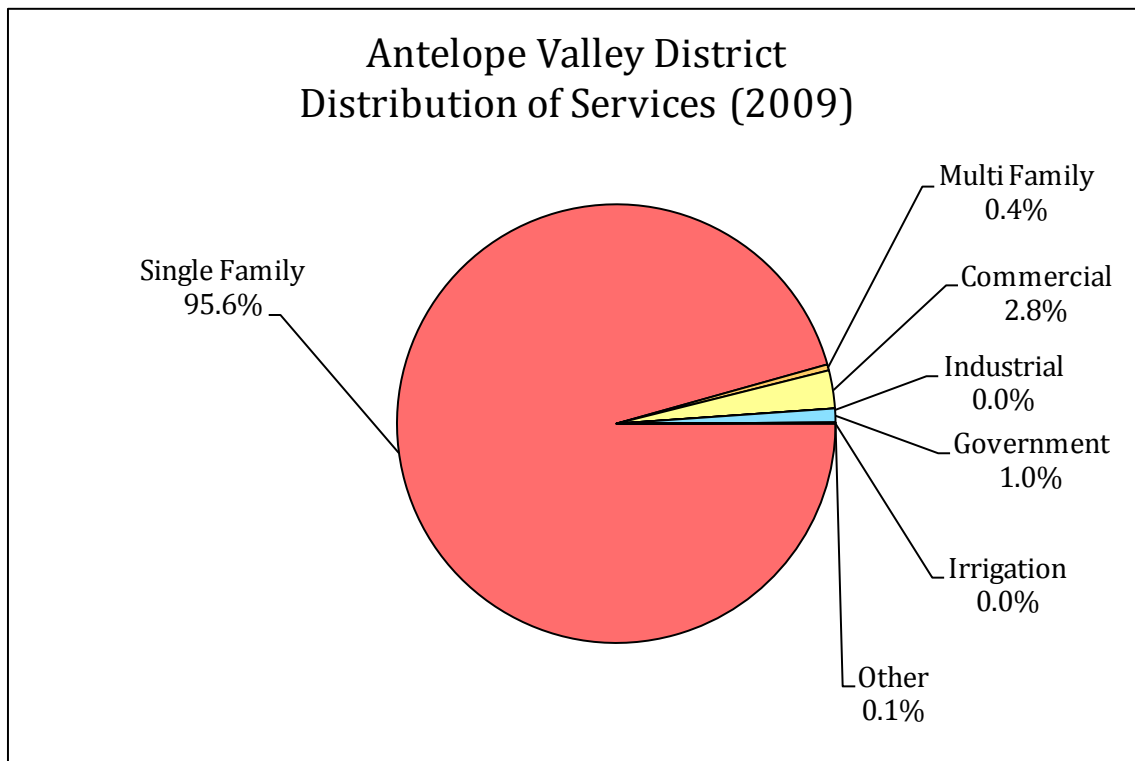 Antelope Valley District
Distribution of Services (2009)
Multi Family
0.4%
Single Family
95.6%
Commercial
2.8%
Industrial
0.0%
Government
1.0%
Irrigation
0.0%
Other
0.1%